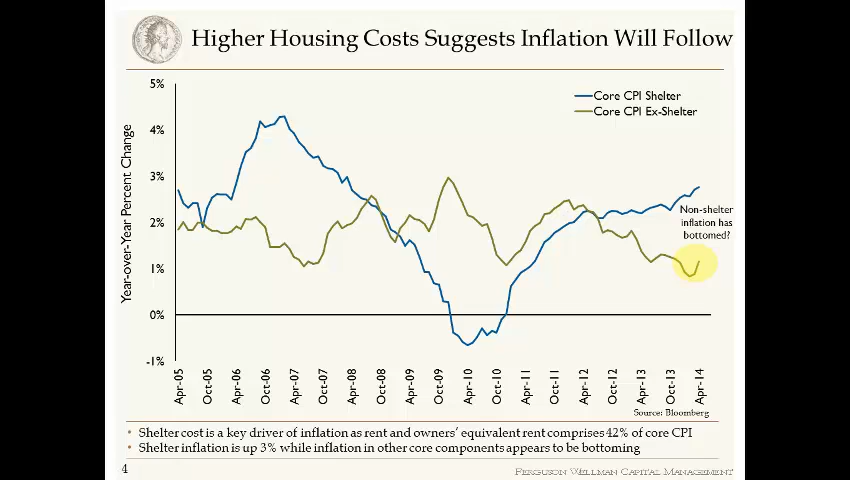 Higher Housing Costs Suggests Inflation Will Follow
5%
4%
3%
2%
1%
0%
-1%
Year-over-Year Percent Change
Core CPI Shelter
Core CPI Ex-Shelter
Non-shelter
inflation has
bottomed?
Apr-05
Oct-05
Apr-06
Oct-06
Apr-07
Oct-07
Apr-08
Oct-08
Apr-09
Oct-09
Apr-10
Oct-10
Apr-11
Oct-11
Apr-12
Oct-12
Apr-13
Oct-13
Apr-14
Source: Bloomberg
• Shelter cost is a key driver of inflation as rent and owners' equivalent rent comprises 42% of core CPI
• Shelter inflation is up 3% while inflation in other core components appears to be bottoming
4
Ferguson Wellman Capital Management